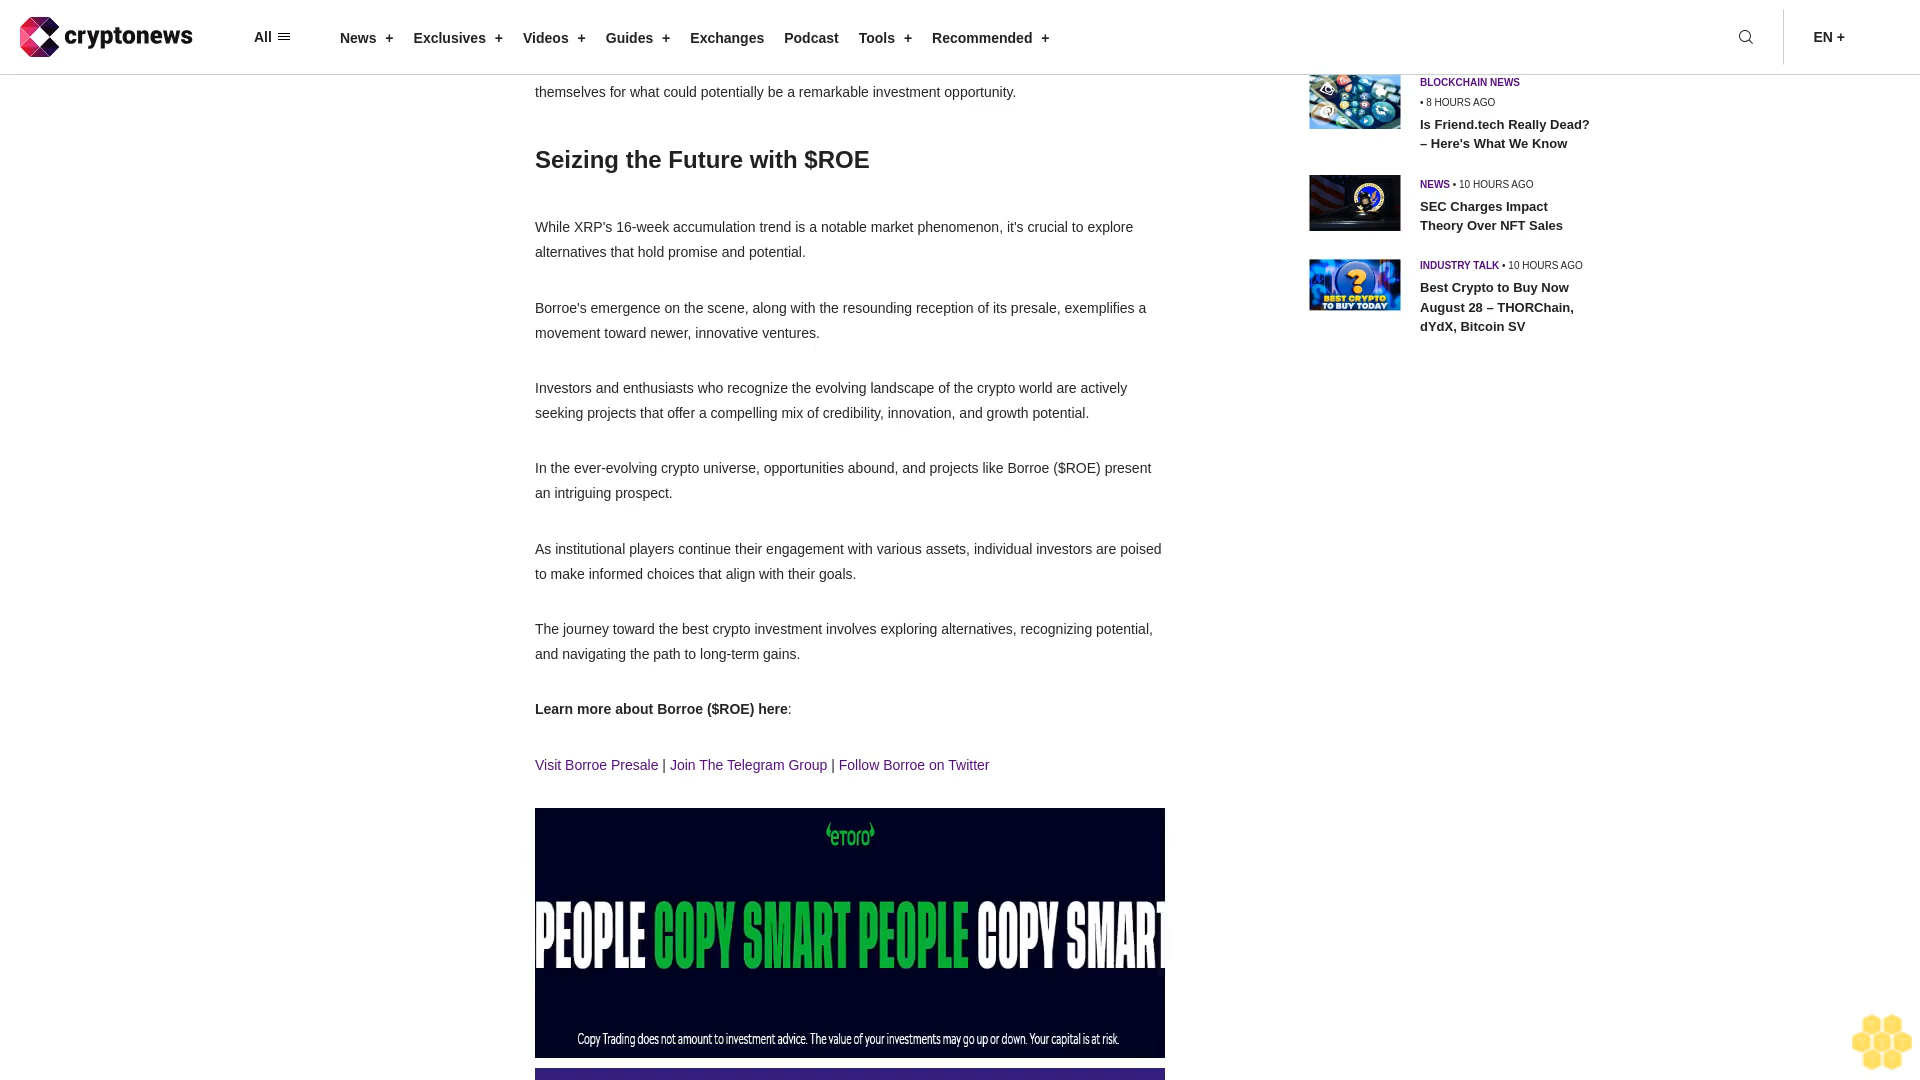 cryptonews
All
News +
Exclusives +
Videos +
Guides +
Exchanges
Podcast
Tools +
Recommended +
EN +
themselves for what could potentially be a remarkable investment opportunity.
Seizing the Future with $ROE
While XRP's 16-week accumulation trend is a notable market phenomenon, it's crucial to explore
alternatives that hold promise and potential.
Borroe's emergence on the scene, along with the resounding reception of its presale, exemplifies a
movement toward newer, innovative ventures.
Investors and enthusiasts who recognize the evolving landscape of the crypto world are actively
seeking projects that offer a compelling mix of credibility, innovation, and growth potential.
In the ever-evolving crypto universe, opportunities abound, and projects like Borroe ($ROE) present
an intriguing prospect.
As institutional players continue their engagement with various assets, individual investors are poised
to make informed choices that align with their goals.
The journey toward the best crypto investment involves exploring alternatives, recognizing potential,
and navigating the path to long-term gains.
Learn more about Borroe ($ROE) here:
Visit Borroe Presale | Join The Telegram Group | Follow Borroe on Twitter
eToro
PEOPLE COPY SMART PEOPLE COPY SMART
Copy Trading does not amount to investment advice. The value of your investments may go up or down. Your capital is at risk.
BLOCKCHAIN NEWS
• 8 HOURS AGO
Is Friend.tech Really Dead?
– Here's What We Know
NEWS • 10 HOURS AGO
SEC Charges Impact
Theory Over NFT Sales
BEST CRYPTO
TO BUY TODAY
INDUSTRY TALK • 10 HOURS AGO
Best Crypto to Buy Now
August 28 – THORChain,
dYdX, Bitcoin SV